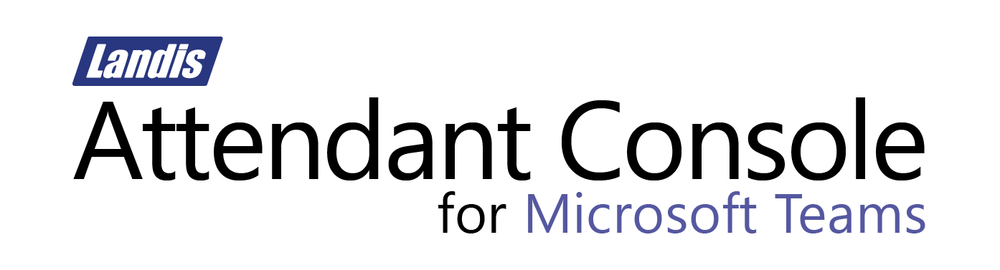 Landis
Attendant Console
for Microsoft Teams